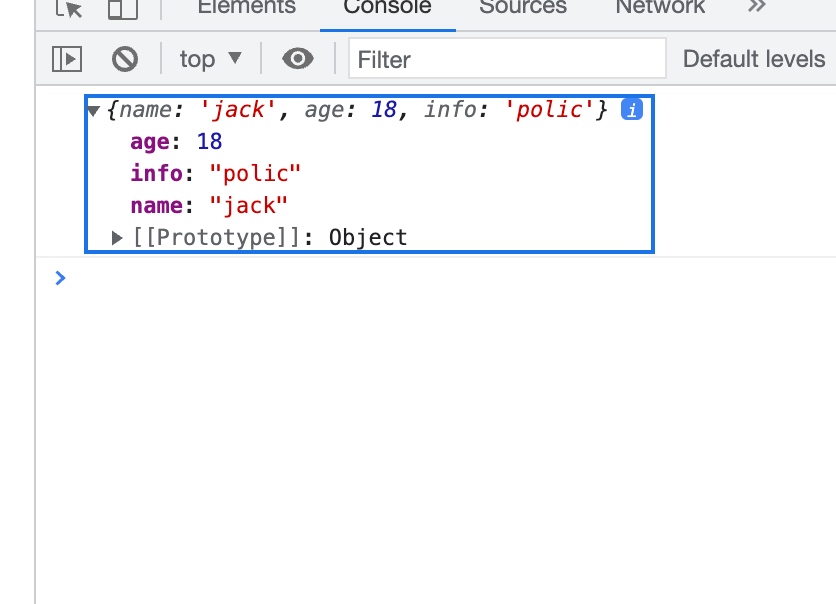 Elements Console Sources Network »
top ▼ Filter Default levels
▼{name: 'jack', age: 18, info: 'polic'} i
age: 18
info: "polic"
name: "jack"
▶[[Prototype]]: Object
>